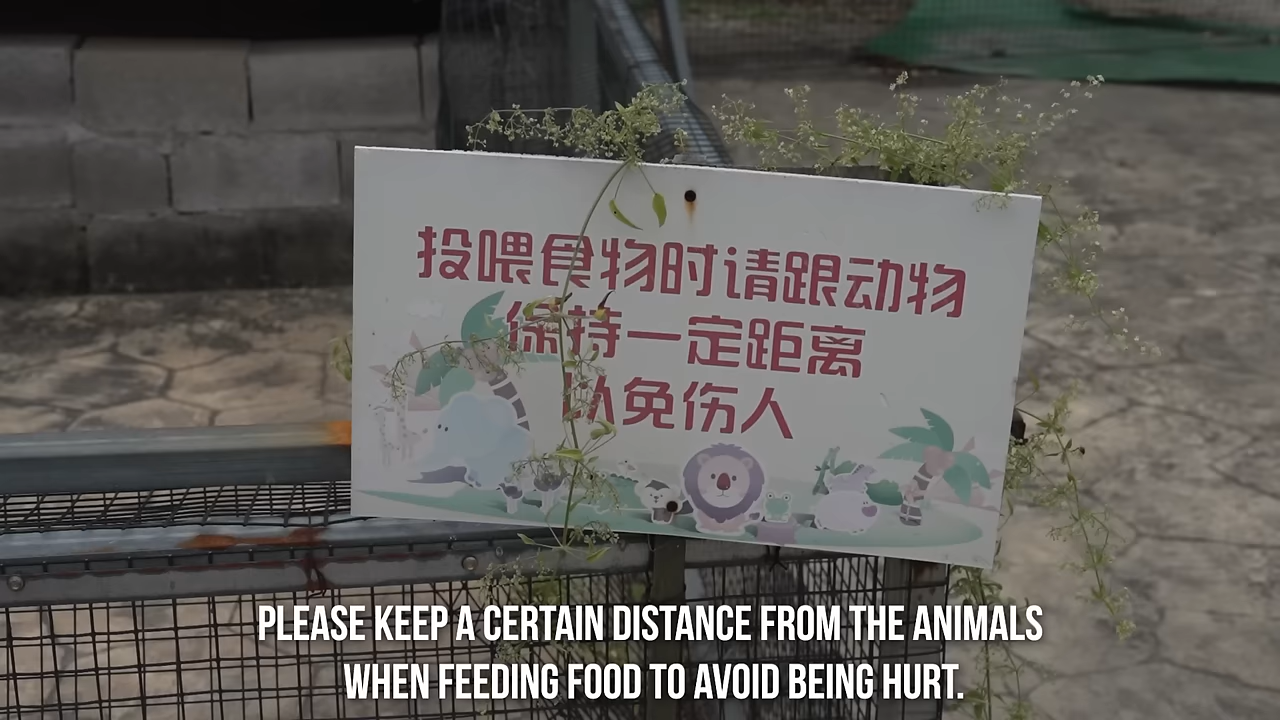 投喂食物时请跟动物
保持一定距离
以免伤人
PLEASE KEEP A CERTAIN DISTANCE FROM THE ANIMALS
WHEN FEEDING FOOD TO AVOID BEING HURT.